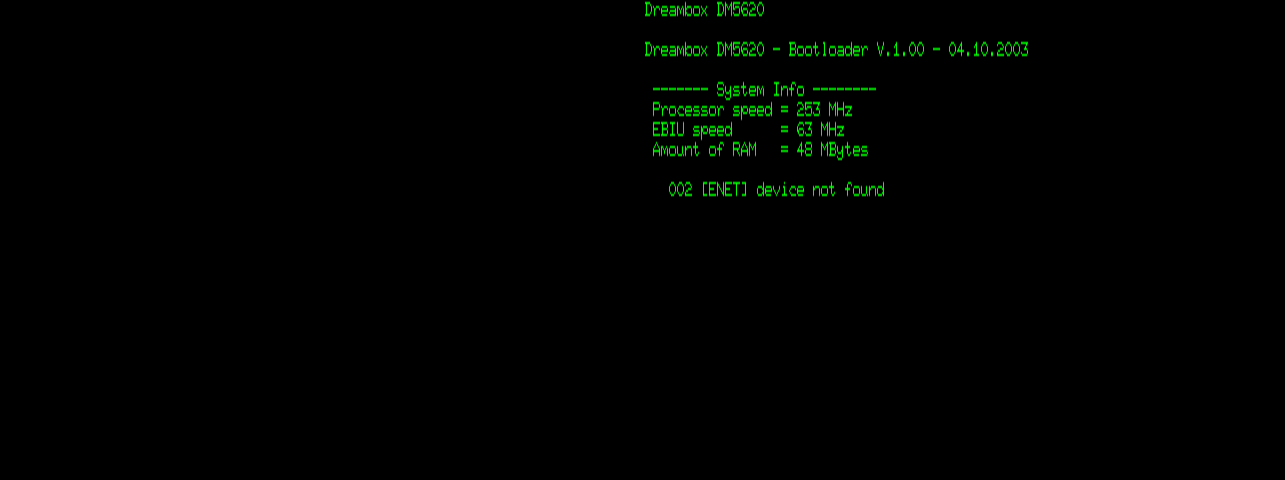 Dreambox DM5620
Dreambox DM5620 - Bootloader V.1.00 - 04.10.2003
------- System Info --------
Processor speed = 253 MHz
EBIU speed      = 63 MHz
Amount of RAM   = 48 MBytes
002 [ENET] device not found